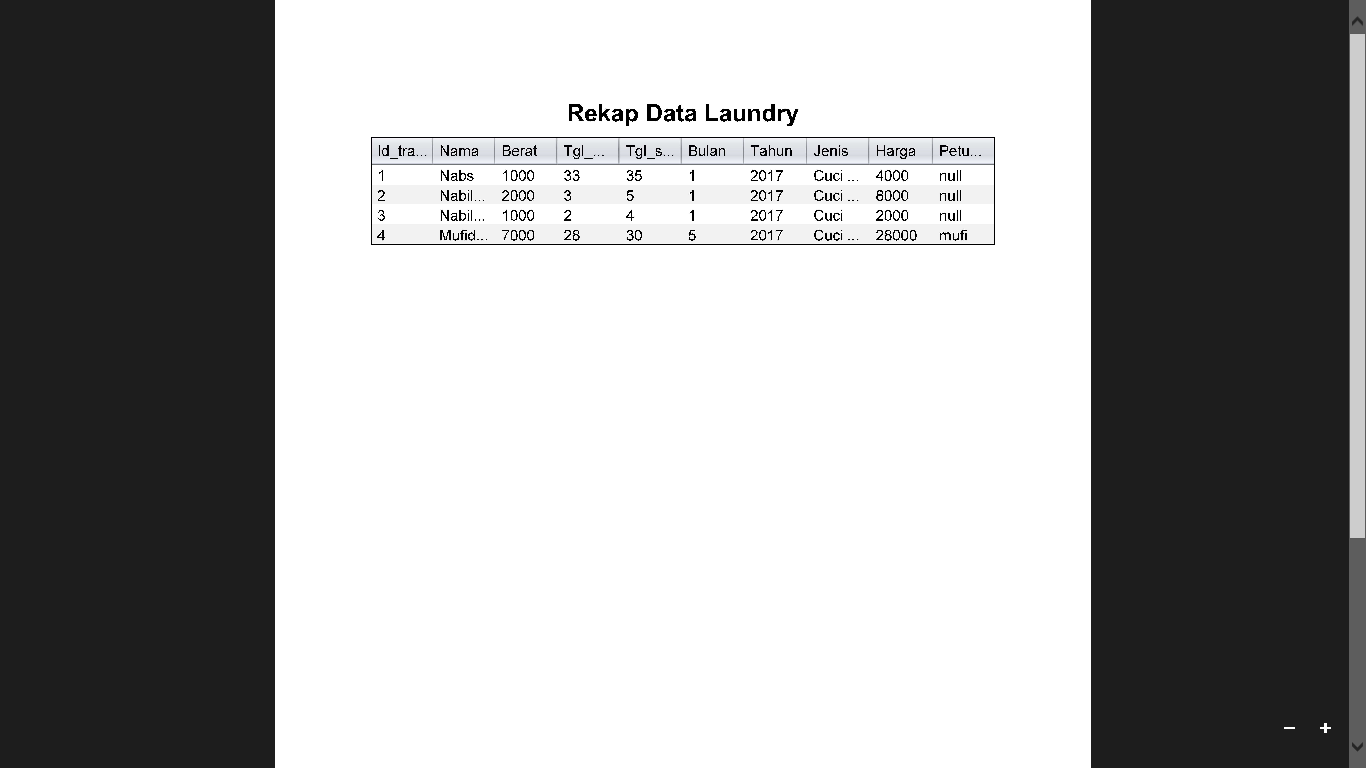 Rekap Data Laundry
Id_tra... Nama Berat Tgl_... Tgl_s... Bulan Tahun Jenis Harga Petu...
1 Nabs 1000 33 35 1 2017 Cuci ... 4000 null
2 Nabil... 2000 3 5 1 2017 Cuci ... 8000 null
3 Nabil... 1000 2 4 1 2017 Cuci 2000 null
4 Mufid... 7000 28 30 5 2017 Cuci ... 28000 mufi